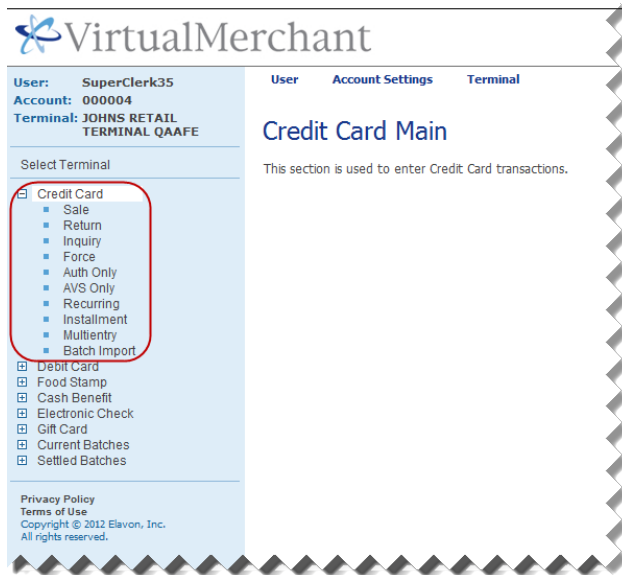 VirtualMerchant
User: SuperClerk35
Account: 000004
Terminal: JOHNS RETAIL
TERMINAL QAAFE
Select Terminal
Credit Card
Sale
Return
Inquiry
Force
Auth Only
AVS Only
Recurring
Installment
Multientry
Batch Import
Debit Card
Food Stamp
Cash Benefit
Electronic Check
Gift Card
Current Batches
Settled Batches
Privacy Policy
Terms of Use
Copyright © 2012 Elavon, Inc.
All rights reserved.
User Account Settings Terminal
Credit Card Main
This section is used to enter Credit Card transactions.